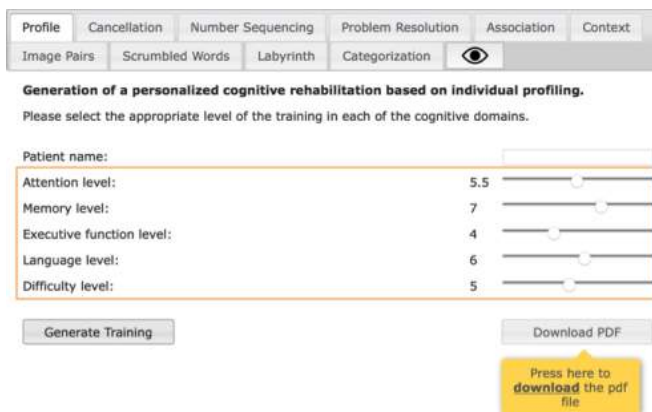 Profile Cancellation Number Sequencing Problem Resolution Association Context
Image Pairs Scrumbled Words Labyrinth Categorization
Generation of a personalized cognitive rehabilitation based on individual profiling.
Please select the appropriate level of the training in each of the cognitive domains.
Patient name:
Attention level: 5.5
Memory level: 7
Executive function level: 4
Language level: 6
Difficulty level: 5
Generate Training Download PDF
Press here to
download the pdf
file